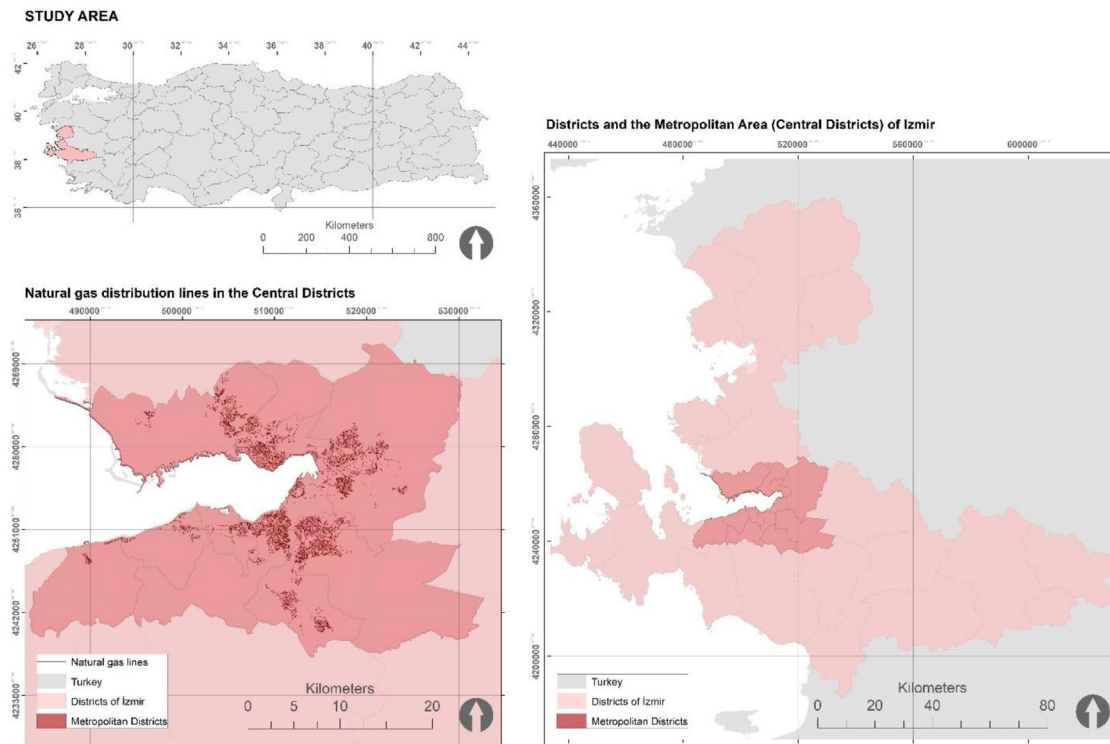 STUDY AREA
26 28 30 32 34 36 38 40 42 44
42
40
38
36
Kilometers
0 200 400 600 800
Natural gas distribution lines in the Central Districts
490000 500000 510000 520000 530000
4269000
4260000
4251000
4242000
4233000
Natural gas lines
Turkey
Districts of İzmir
Metropolitan Districts
Kilometers
0 5 10 20
Districts and the Metropolitan Area (Central Districts) of Izmir
440000 480000 520000 560000 600000
4360000
4320000
4280000
4240000
4200000
Turkey
Districts of İzmir
Metropolitan Districts
Kilometers
0 20 40 80